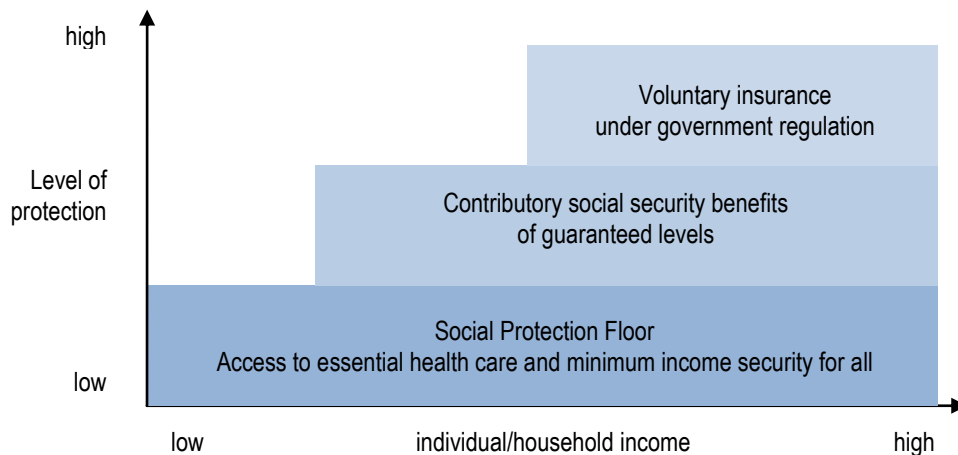 high
Voluntary insurance
under government regulation
Level of
protection
Contributory social security benefits
of guaranteed levels
Social Protection Floor
Access to essential health care and minimum income security for all
low
low individual/household income high